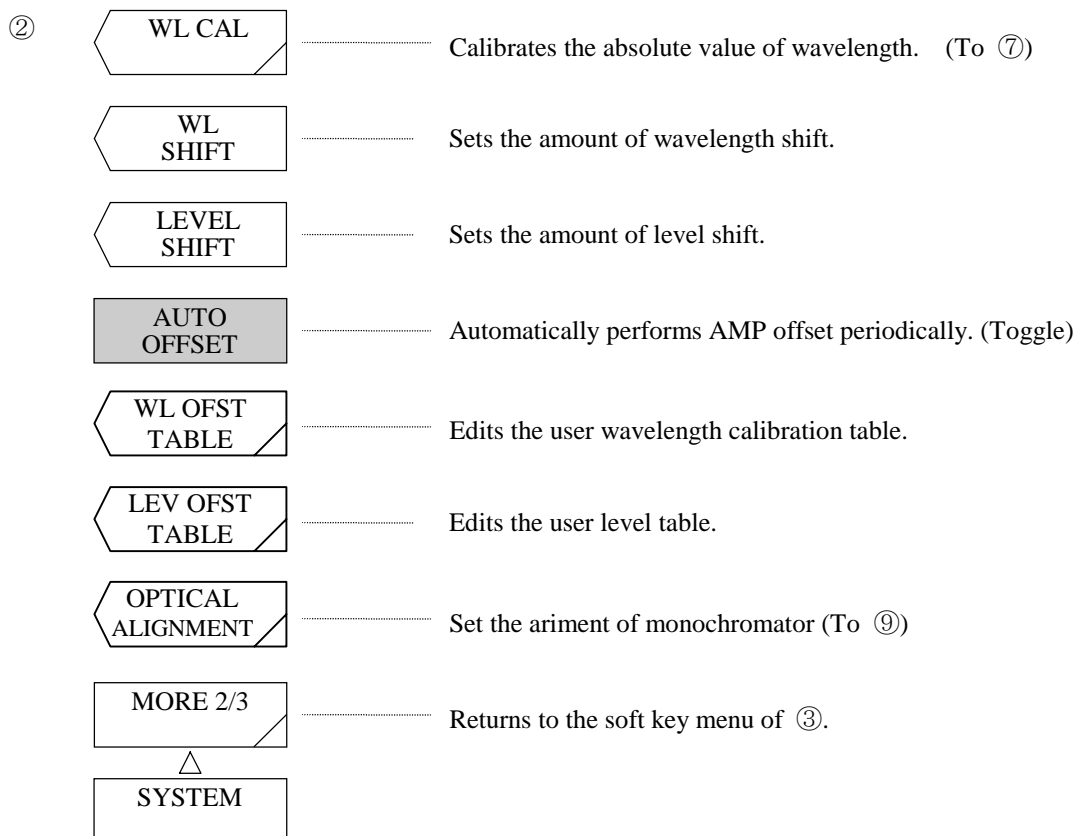 ②
WL CAL
Calibrates the absolute value of wavelength. (To ⑦)
WL
SHIFT
Sets the amount of wavelength shift.
LEVEL
SHIFT
Sets the amount of level shift.
AUTO
OFFSET
Automatically performs AMP offset periodically. (Toggle)
WL OFST
TABLE
Edits the user wavelength calibration table.
LEV OFST
TABLE
Edits the user level table.
OPTICAL
ALIGNMENT
Set the ariment of monochromator (To ⑨)
MORE 2/3
Returns to the soft key menu of ③.
SYSTEM